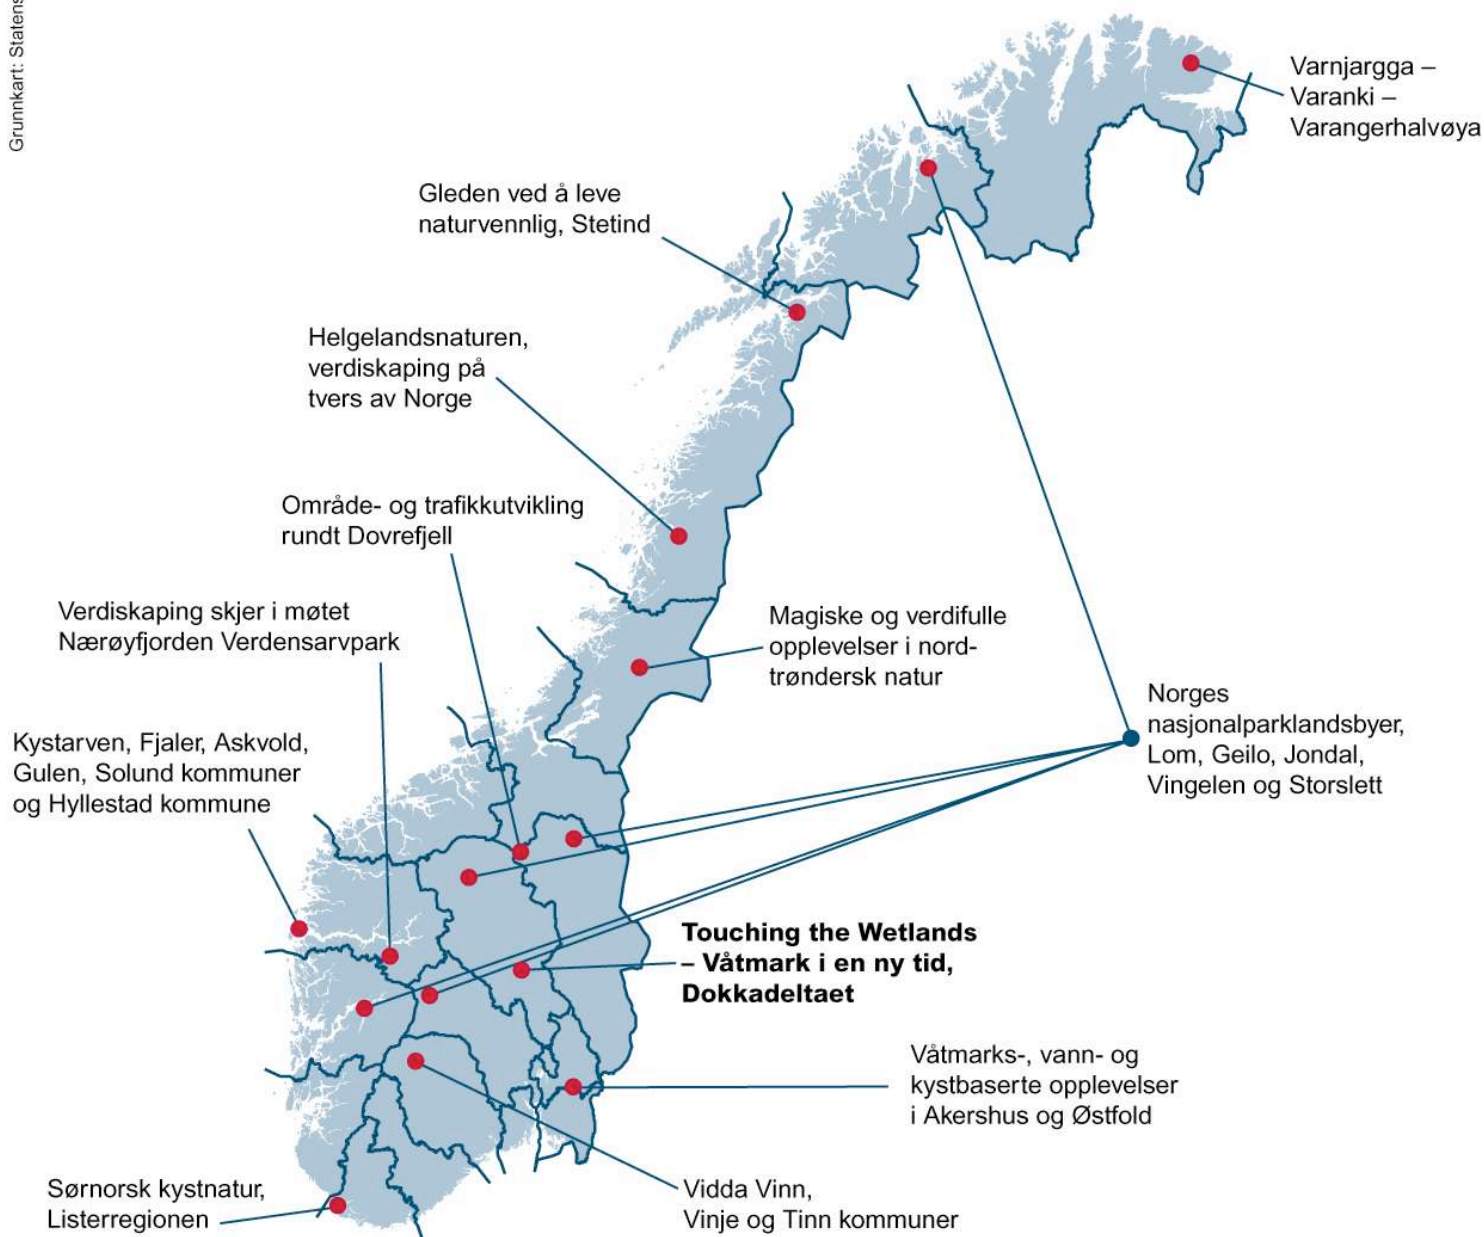 Grunnkart: Statens
Varnjargga –
Varanki –
Varangerhalvøya
Gleden ved å leve
naturvennlig, Stetind
Helgelandsnaturen,
verdiskaping på
tvers av Norge
Område- og trafikkutvikling
rundt Dovrefjell
Verdiskaping skjer i møtet
Nærøyfjorden Verdensarvpark
Magiske og verdifulle
opplevelser i nord-
trøndersk natur
Norges
nasjonalparklandsbyer,
Lom, Geilo, Jondal,
Vingelen og Storslett
Kystarven, Fjaler, Askvold,
Gulen, Solund kommuner
og Hyllestad kommune
Touching the Wetlands
– Våtmark i en ny tid,
Dokkadeltaet
Våtmarks-, vann- og
kystbaserte opplevelser
i Akershus og Østfold
Sørnorsk kystnatur,
Listerregionen
Vidda Vinn,
Vinje og Tinn kommuner